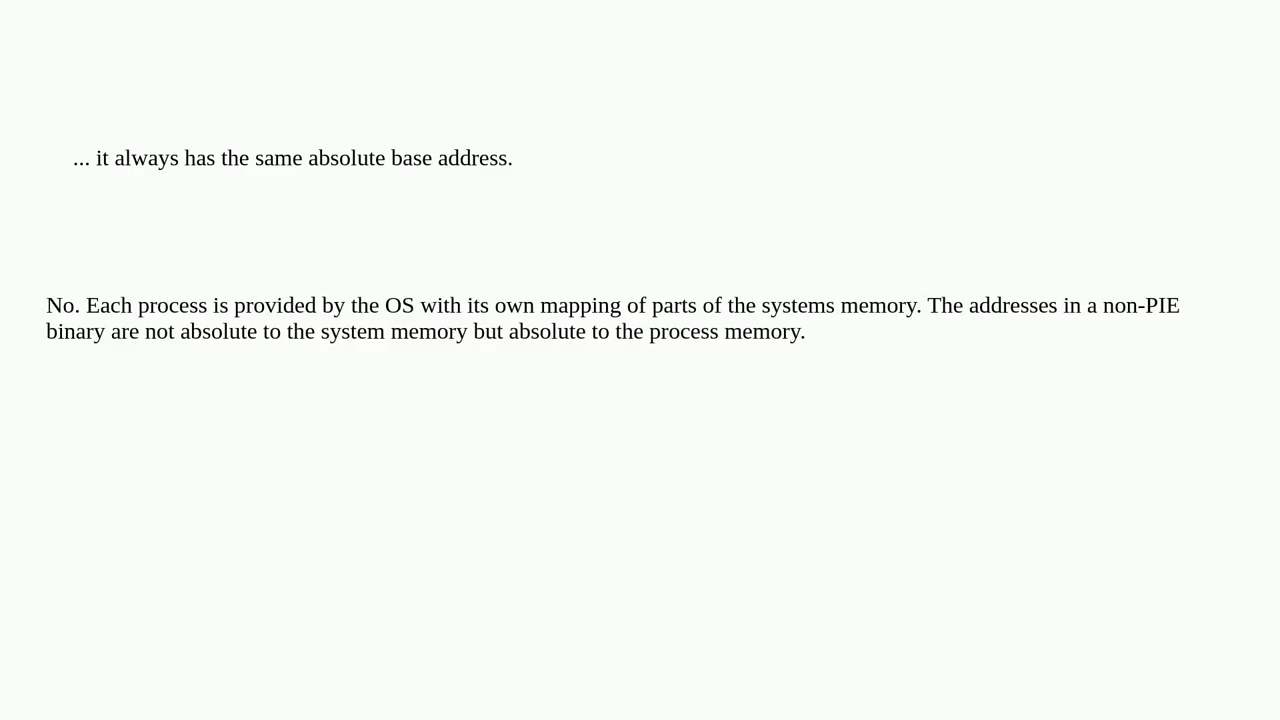 ... it always has the same absolute base address.
No. Each process is provided by the OS with its own mapping of parts of the systems memory. The addresses in a non-PIE
binary are not absolute to the system memory but absolute to the process memory.